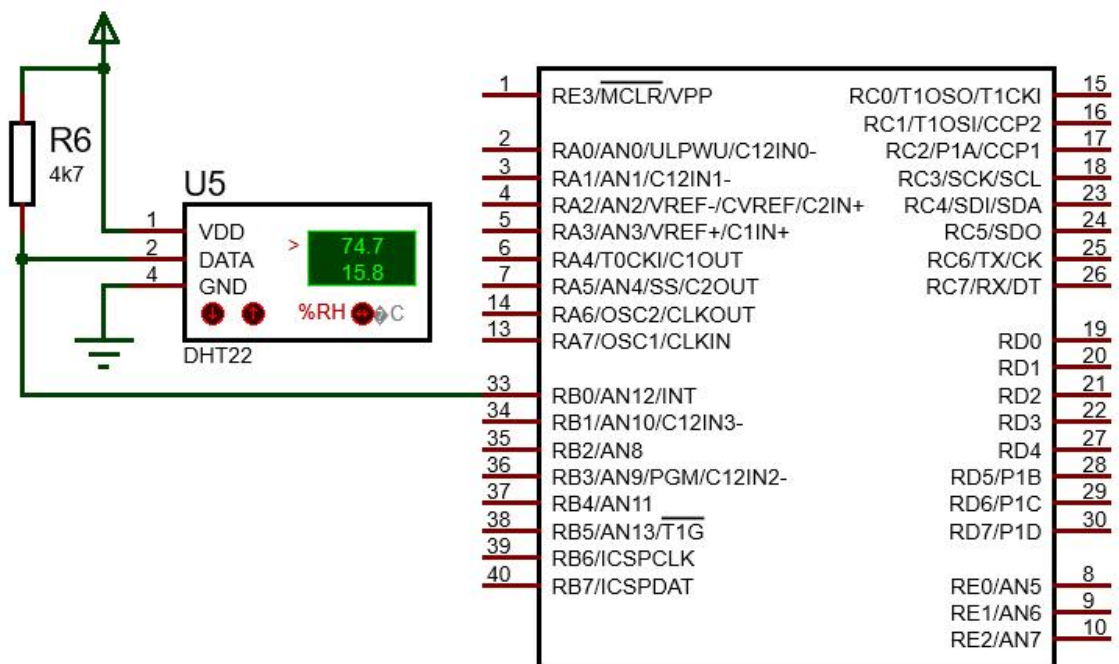 R6
4k7
U5
1
VDD
2
DATA
4
GND
>
74.7
15.8
%RH
�C
DHT22
1
RE3/MCLR/VPP
2
RA0/AN0/ULPWU/C12IN0-
3
RA1/AN1/C12IN1-
4
RA2/AN2/VREF-/CVREF/C2IN+
5
RA3/AN3/VREF+/C1IN+
6
RA4/T0CKI/C1OUT
7
RA5/AN4/SS/C2OUT
14
RA6/OSC2/CLKOUT
13
RA7/OSC1/CLKIN
33
RB0/AN12/INT
34
RB1/AN10/C12IN3-
35
RB2/AN8
36
RB3/AN9/PGM/C12IN2-
37
RB4/AN11
38
RB5/AN13/T1G
39
RB6/ICSPCLK
40
RB7/ICSPDAT
RC0/T1OSO/T1CKI
15
RC1/T1OSI/CCP2
16
RC2/P1A/CCP1
17
RC3/SCK/SCL
18
RC4/SDI/SDA
23
RC5/SDO
24
RC6/TX/CK
25
RC7/RX/DT
26
RD0
19
RD1
20
RD2
21
RD3
22
RD4
27
RD5/P1B
28
RD6/P1C
29
RD7/P1D
30
RE0/AN5
8
RE1/AN6
9
RE2/AN7
10